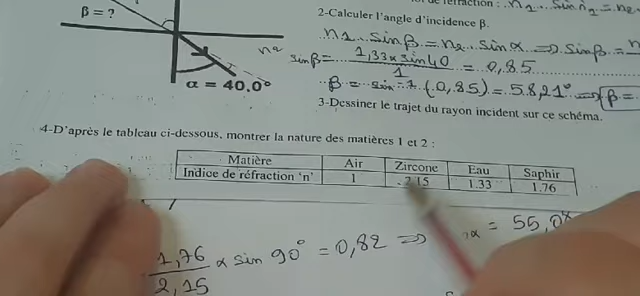 de réfraction : n1 . sin n1 = n2.
2-Calculer l'angle d'incidence β.
n1 . sin β = n2 . sin α ⇒ sin β =
sin β = 1,33 x sin 40 / 1 = 0,85
β = sin⁻¹ (0,85) = 58,21° ⇒ β =
3-Dessiner le trajet du rayon incident sur ce schéma.
β = ?
n2
α = 40.0°
4-D'après le tableau ci-dessous, montrer la nature des matières 1 et 2 :
Matière Air Zircone Eau Saphir
Indice de réfraction 'n' 1 2.15 1.33 1.76
1,76 / 2,15 x sin 90° = 0,82 ⇒ α = 55,0